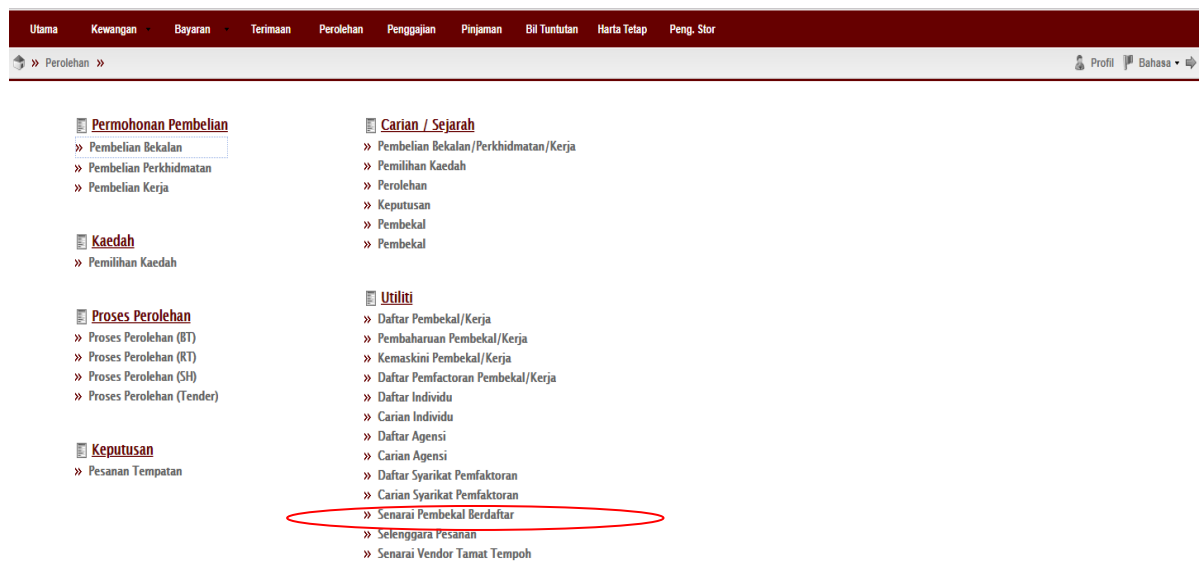 Utama Kewangan Bayaran Terimaan Perolehan Penggajian Pinjaman Bil Tuntutan Harta Tetap Peng. Stor
» Perolehan » Profil Bahasa
Permohonan Pembelian
» Pembelian Bekalan
» Pembelian Perkhidmatan
» Pembelian Kerja
Kaedah
» Pemilihan Kaedah
Proses Perolehan
» Proses Perolehan (BT)
» Proses Perolehan (RT)
» Proses Perolehan (SH)
» Proses Perolehan (Tender)
Keputusan
» Pesanan Tempatan
Carian / Sejarah
» Pembelian Bekalan/Perkhidmatan/Kerja
» Pemilihan Kaedah
» Perolehan
» Keputusan
» Pembekal
» Pembekal
Utiliti
» Daftar Pembekal/Kerja
» Pembaharuan Pembekal/Kerja
» Kemaskini Pembekal/Kerja
» Daftar Pemfactoran Pembekal/Kerja
» Daftar Individu
» Carian Individu
» Daftar Agensi
» Carian Agensi
» Daftar Syarikat Pemfaktoran
» Carian Syarikat Pemfaktoran
» Senarai Pembekal Berdaftar
» Selenggara Pesanan
» Senarai Vendor Tamat Tempoh